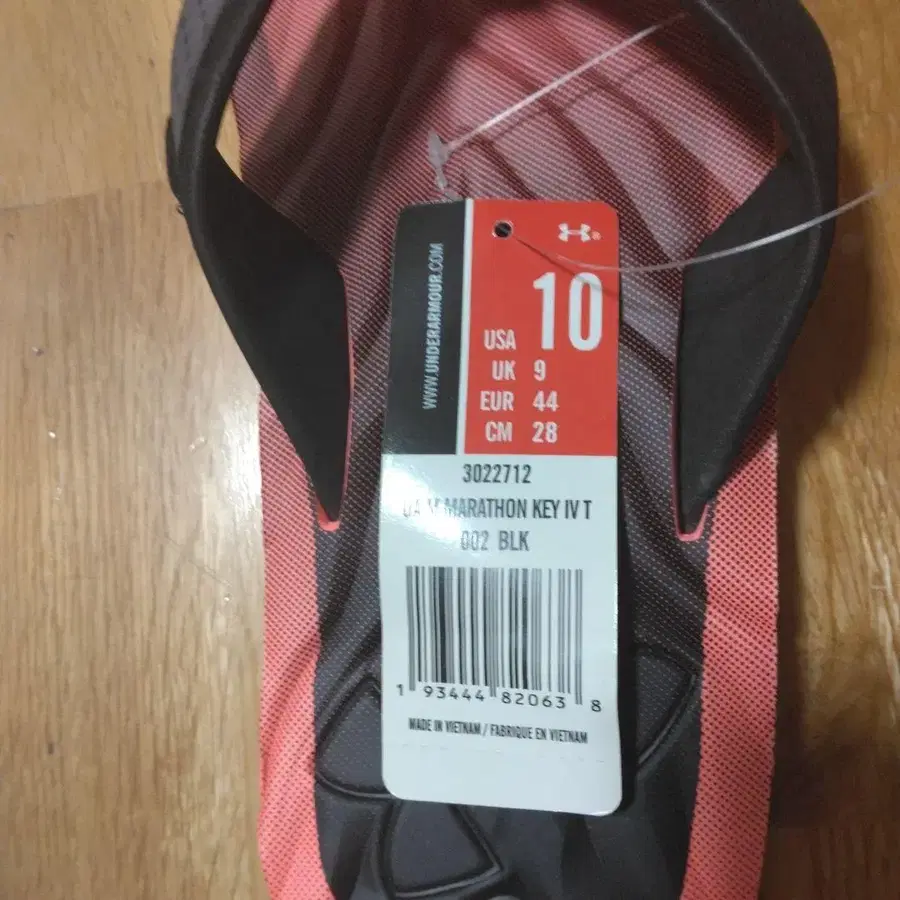 WWW.UNDERARMOUR.COM
10
USA
UK 9
EUR 44
CM 28
3022712
UA M MARATHON KEY IV T
002 BLK
1 93444 82063 8
MADE IN VIETNAM / FABRIQUE EN VIETNAM